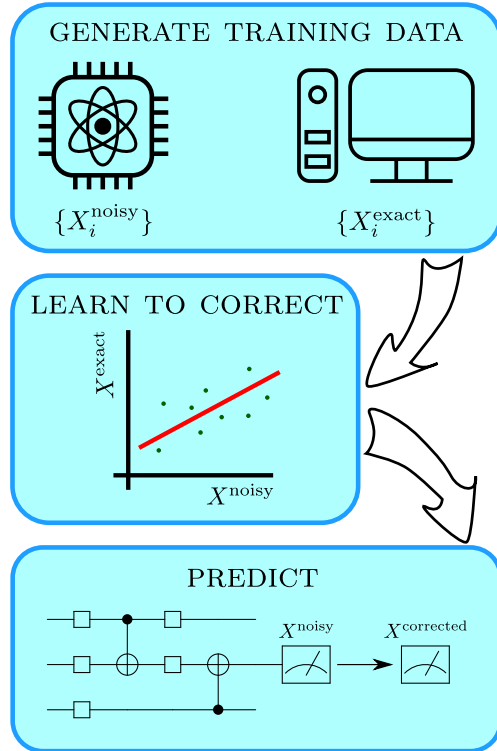 GENERATE TRAINING DATA
{X_i^noisy} {X_i^exact}
LEARN TO CORRECT
X^exact
X^noisy
PREDICT
X^noisy X^corrected